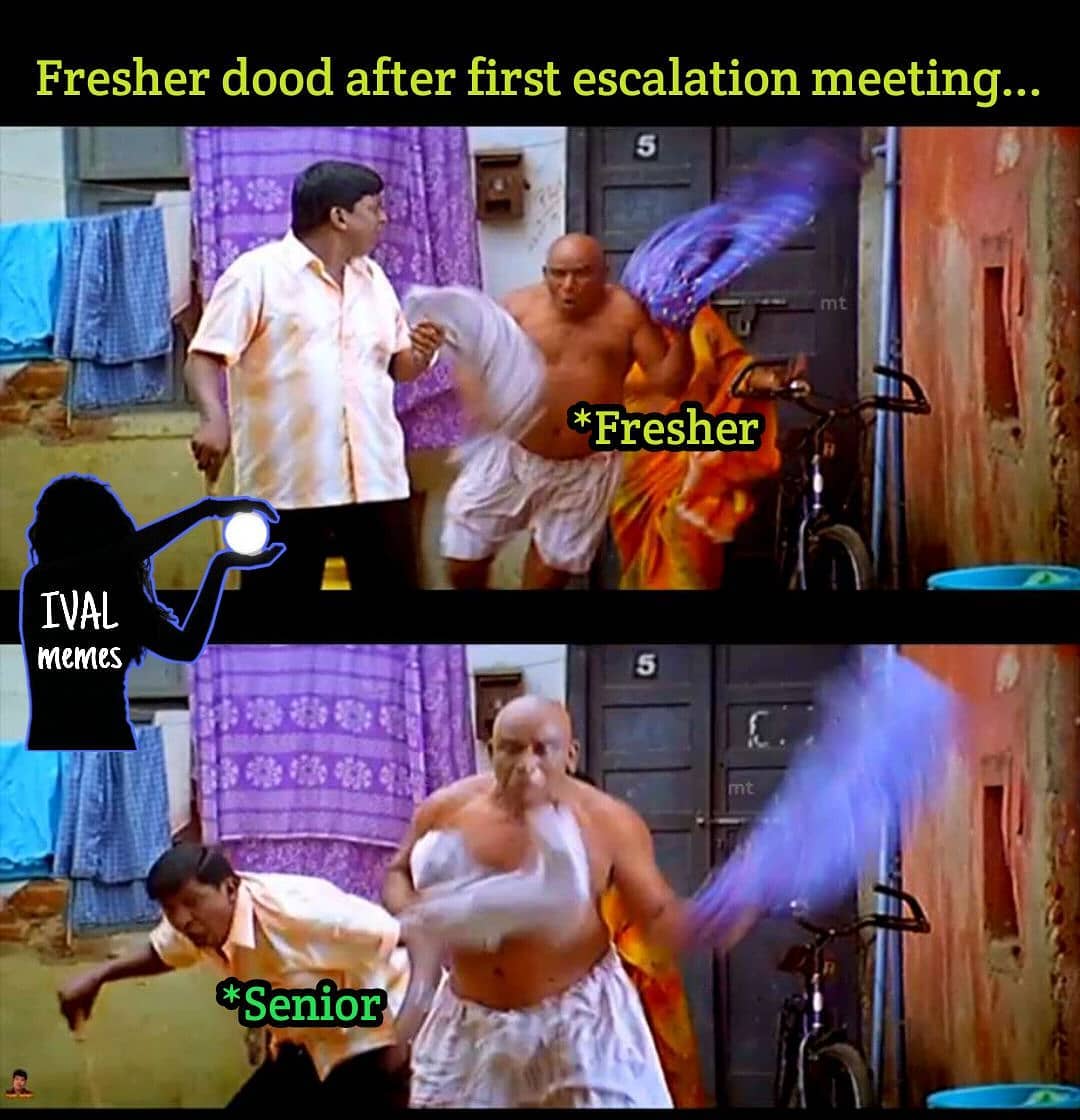 Fresher dood after first escalation meeting...
5
mt
*Fresher
IVAL
memes
5
mt
*Senior